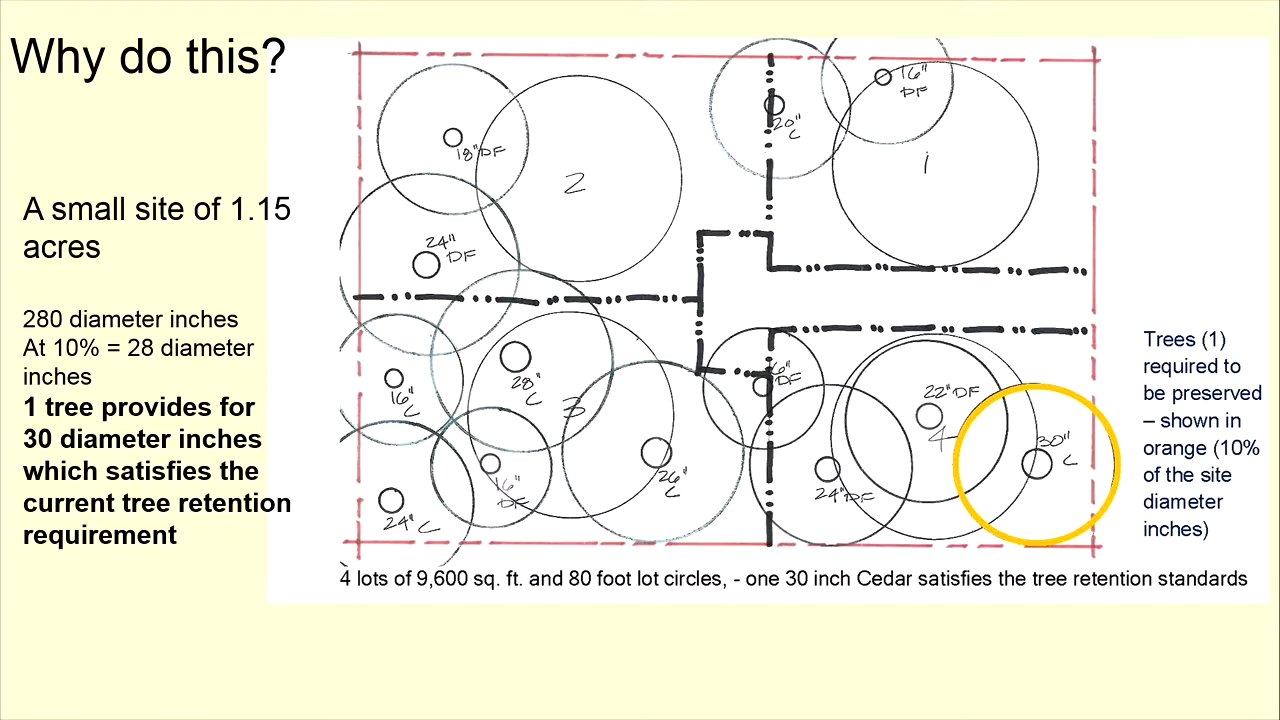 Why do this?
A small site of 1.15
acres
280 diameter inches
At 10% = 28 diameter
inches
1 tree provides for
30 diameter inches
which satisfies the
current tree retention
requirement
18"DF
2
20"
C
16"
DF
1
24"
DF
16"
C
28"
C
3
16"
DF
24" C
26"
C
6"
DF
24"DF
22"DF
4
30"
C
Trees (1)
required to
be preserved
– shown in
orange (10%
of the site
diameter
inches)
4 lots of 9,600 sq. ft. and 80 foot lot circles, - one 30 inch Cedar satisfies the tree retention standards